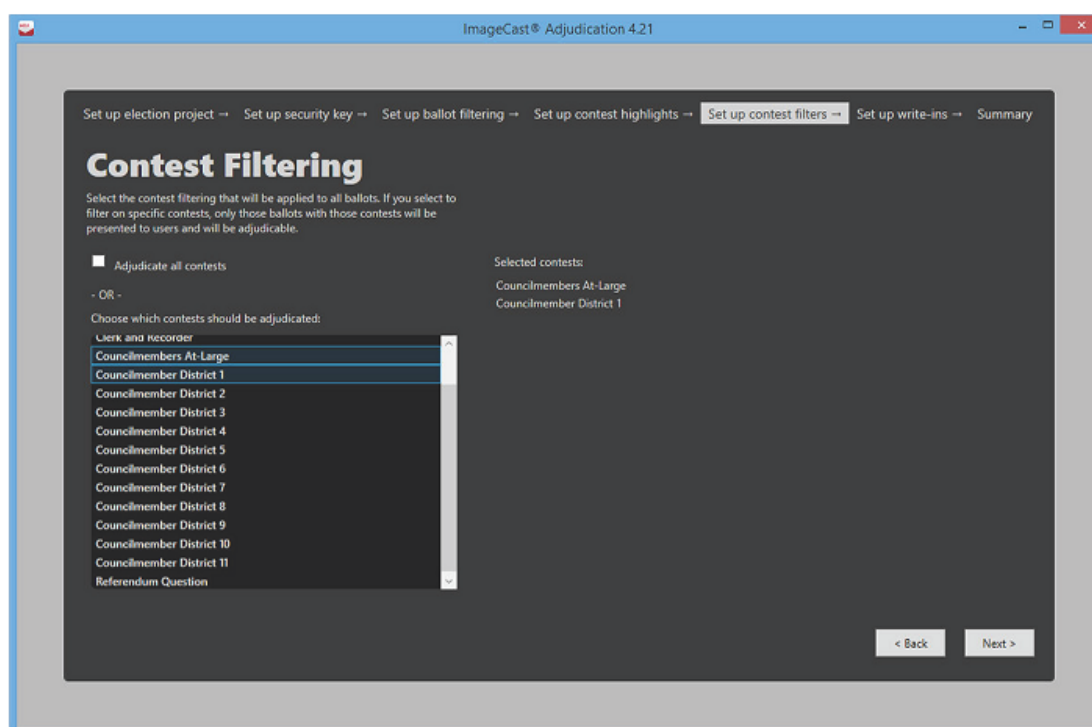 ImageCast® Adjudication 4.21
Set up election project → Set up security key → Set up ballot filtering → Set up contest highlights → Set up contest filters → Set up write-ins → Summary
Contest Filtering
Select the contest filtering that will be applied to all ballots. If you select to
filter on specific contests, only those ballots with those contests will be
presented to users and will be adjudicable.
Adjudicate all contests
- OR -
Choose which contests should be adjudicated:
Clerk and Recorder
Councilmembers At-Large
Councilmember District 1
Councilmember District 2
Councilmember District 3
Councilmember District 4
Councilmember District 5
Councilmember District 6
Councilmember District 7
Councilmember District 8
Councilmember District 9
Councilmember District 10
Councilmember District 11
Referendum Question
Selected contests:
Councilmembers At-Large
Councilmember District 1
< Back Next >